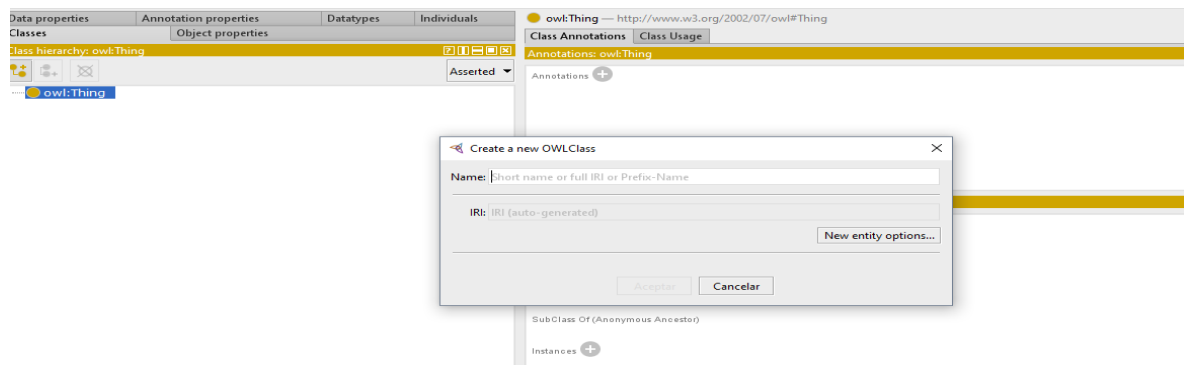 Data properties Annotation properties Datatypes Individuals
Classes Object properties
Class hierarchy: owl:Thing
Asserted
owl:Thing
owl:Thing — http://www.w3.org/2002/07/owl#Thing
Class Annotations Class Usage
Annotations: owl:Thing
Annotations
Create a new OWLClass
Name: Short name or full IRI or Prefix-Name
IRI: IRI (auto-generated)
New entity options...
Aceptar Cancelar
SubClass Of (Anonymous Ancestor)
Instances